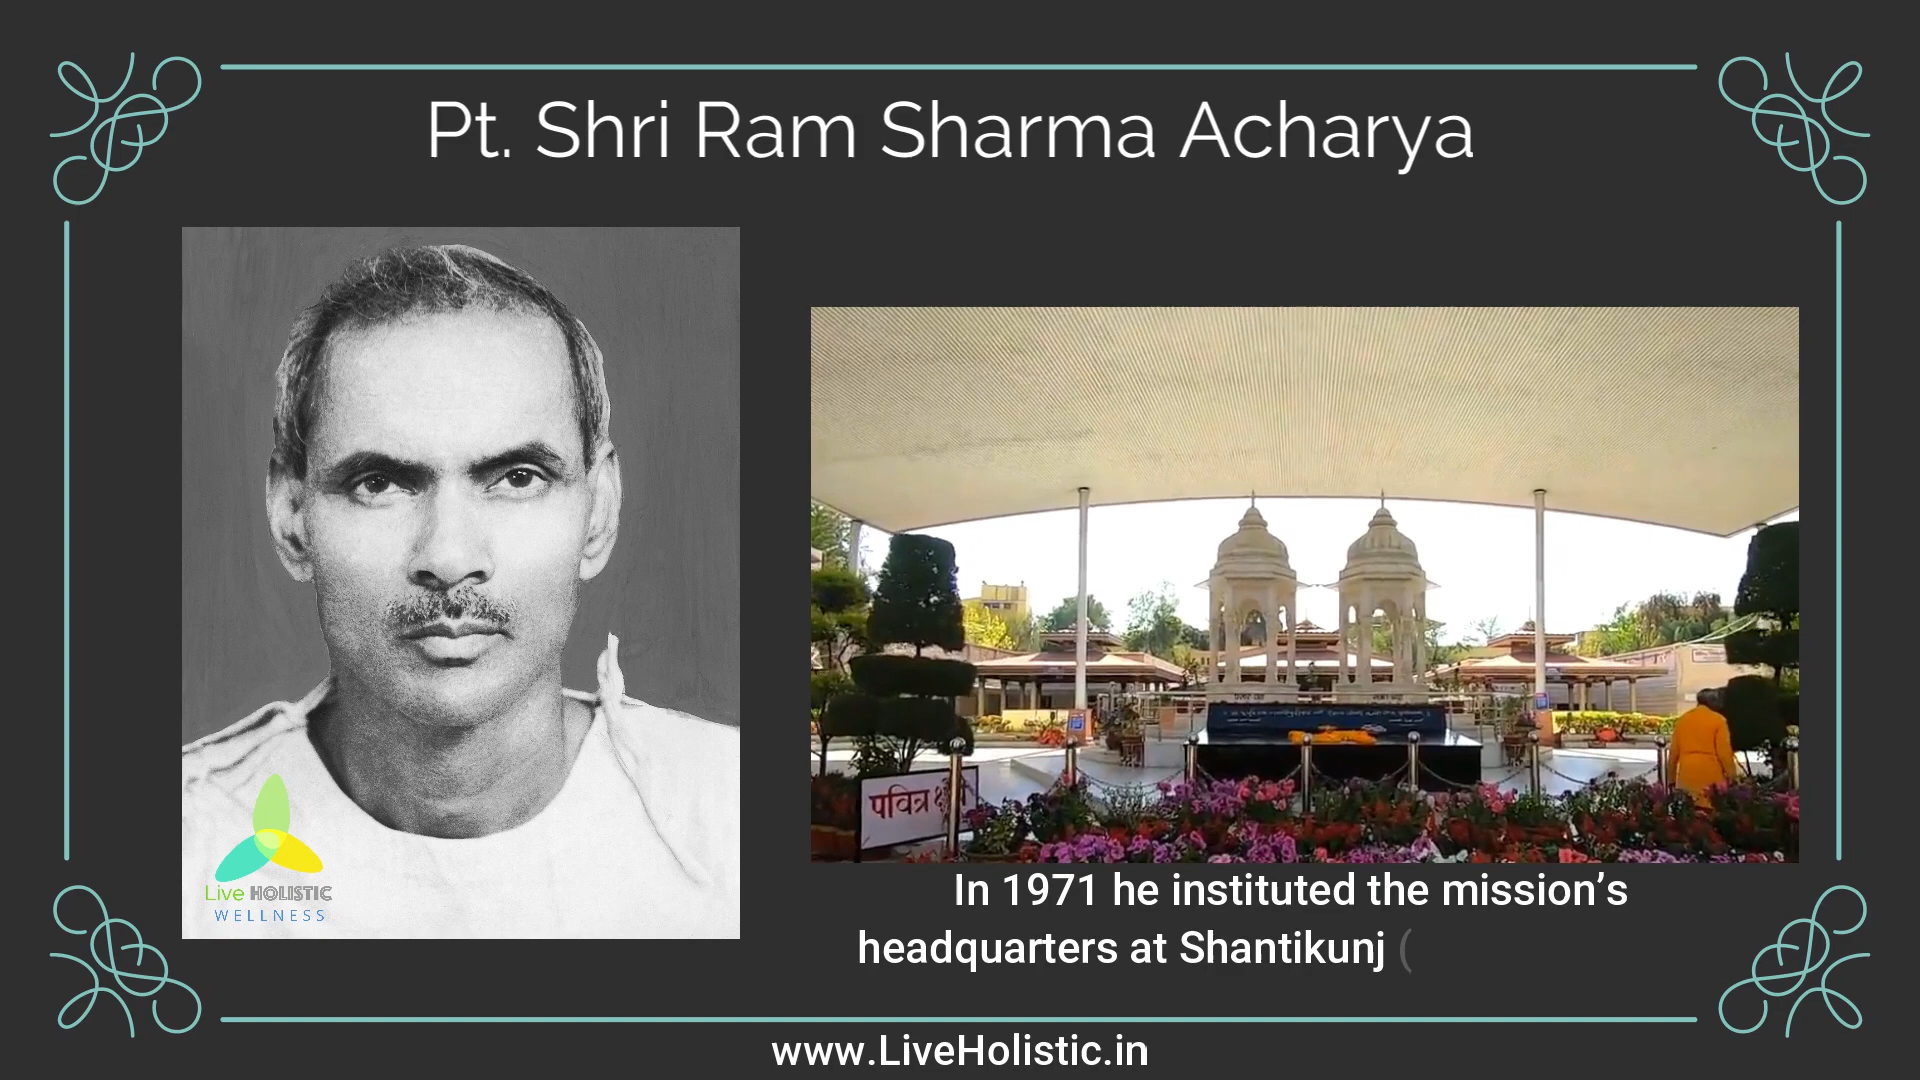 Pt. Shri Ram Sharma Acharya
Live HOLISTIC
WELLNESS
पवित्र
In 1971 he instituted the mission’s
headquarters at Shantikunj (
www.LiveHolistic.in